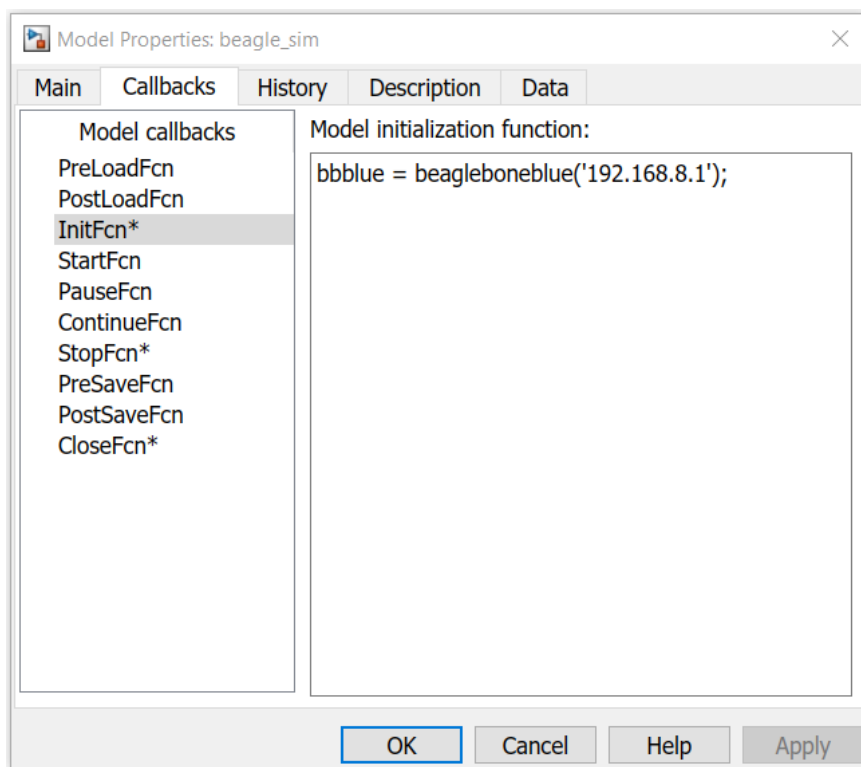 Model Properties: beagle_sim
Main Callbacks History Description Data
Model callbacks
PreLoadFcn
PostLoadFcn
InitFcn*
StartFcn
PauseFcn
ContinueFcn
StopFcn*
PreSaveFcn
PostSaveFcn
CloseFcn*
Model initialization function:
bbblue = beagleboneblue('192.168.8.1');
OK Cancel Help Apply